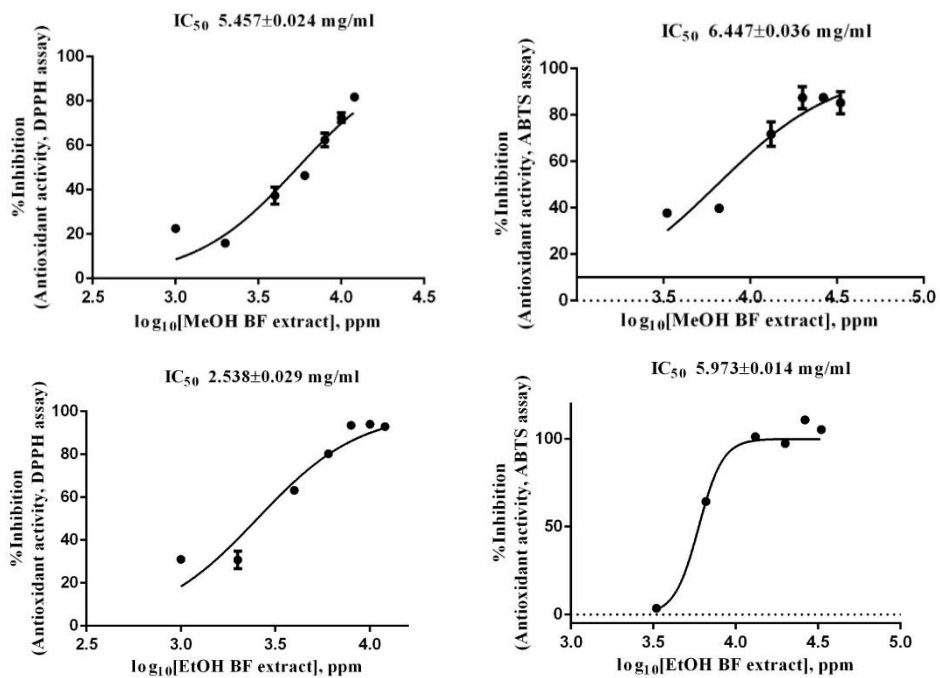 IC50 5.457±0.024 mg/ml
%Inhibition
(Antioxidant activity, DPPH assay)
100
80
60
40
20
0
2.5 3.0 3.5 4.0 4.5
log10[MeOH BF extract], ppm
IC50 6.447±0.036 mg/ml
%Inhibition
(Antioxidant activity, ABTS assay)
100
80
60
40
20
0
3.5 4.0 4.5 5.0
log10[MeOH BF extract], ppm
IC50 2.538±0.029 mg/ml
%Inhibition
(Antioxidant activity, DPPH assay)
100
80
60
40
20
0
2.5 3.0 3.5 4.0
log10[EtOH BF extract], ppm
IC50 5.973±0.014 mg/ml
%Inhibition
(Antioxidant activity, ABTS assay)
100
50
0
3.0 3.5 4.0 4.5 5.0
log10[EtOH BF extract], ppm